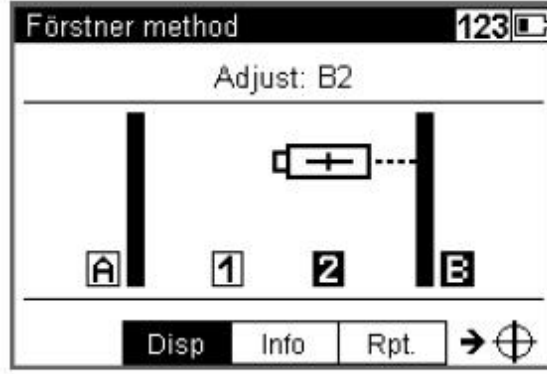 Förstner method 123
Adjust: B2
A 1 2 B
Disp Info Rpt.